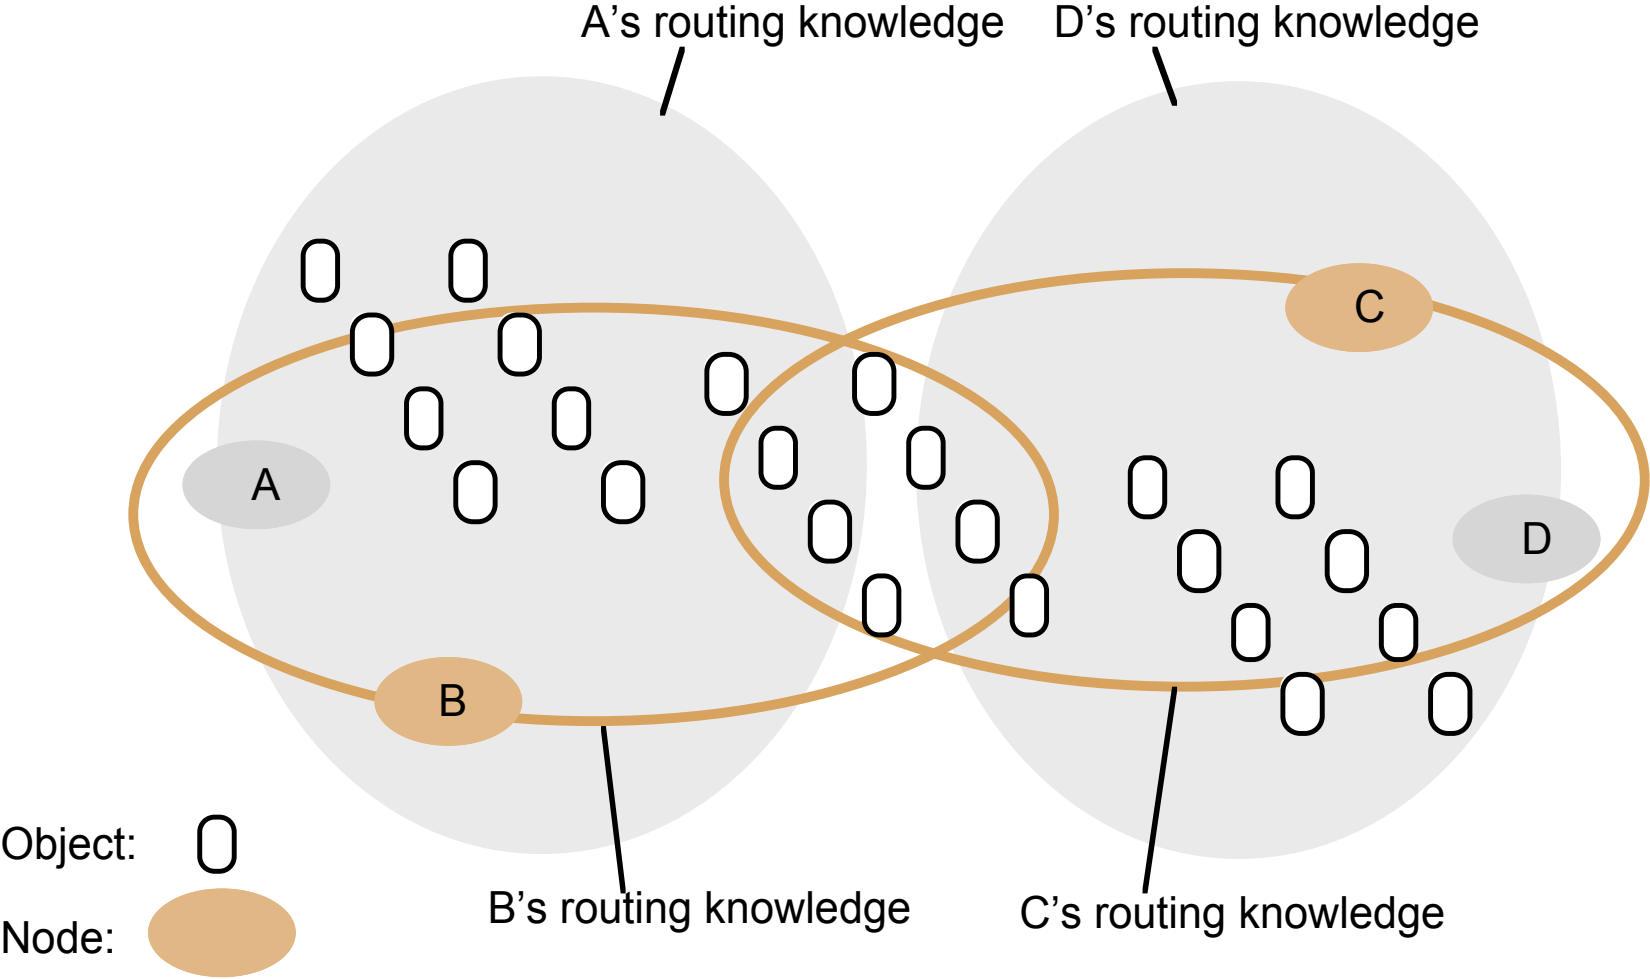 A’s routing knowledge
D’s routing knowledge
C
A
D
B
Object:
B’s routing knowledge
C’s routing knowledge
Node: